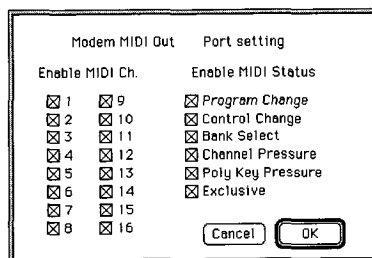 Modem MIDI Out Port setting
Enable MIDI Ch. Enable MIDI Status
1 9 Program Change
2 10 Control Change
3 11 Bank Select
4 12 Channel Pressure
5 13 Poly Key Pressure
6 14 Exclusive
7 15
8 16
Cancel OK